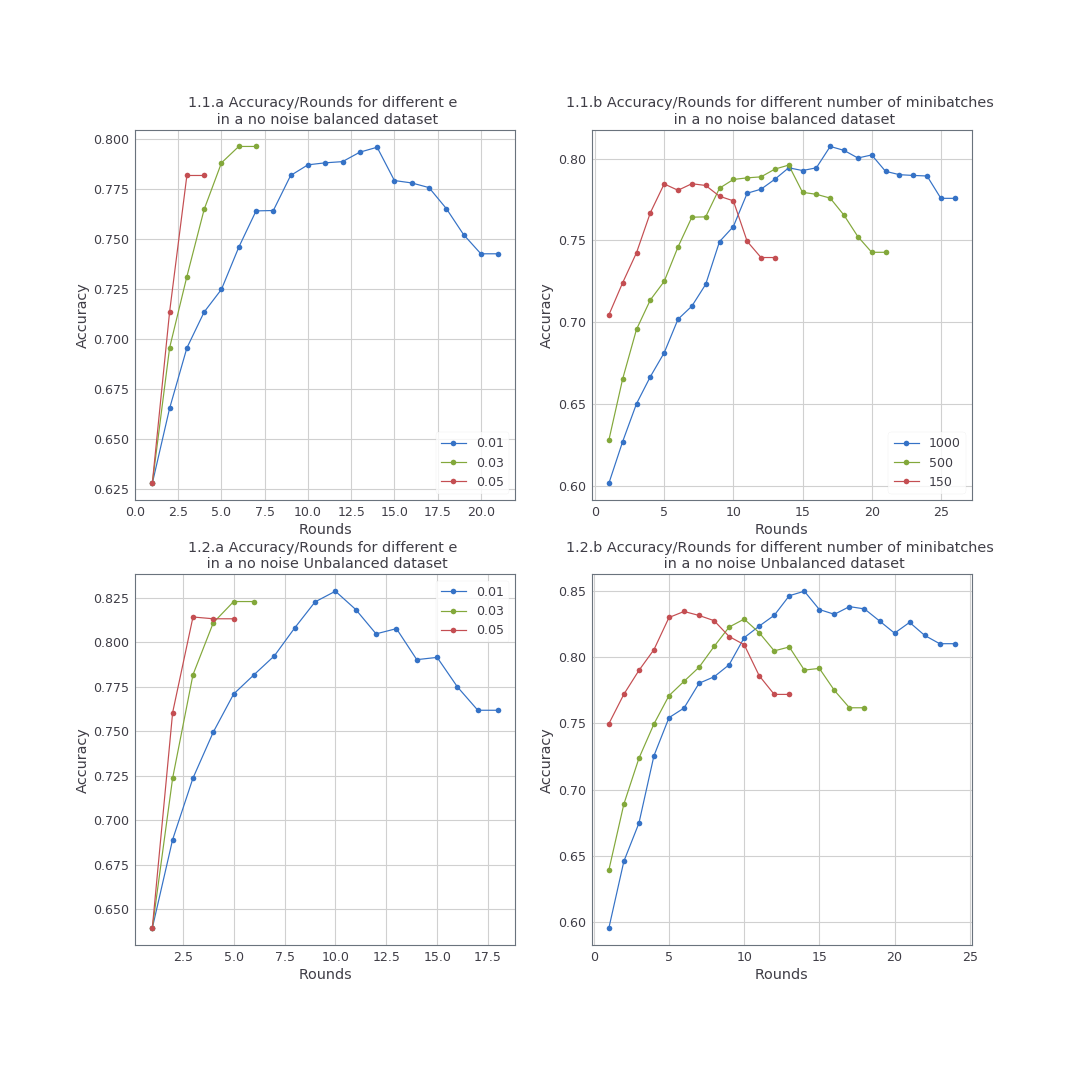 1.1.a Accuracy/Rounds for different e
in a no noise balanced dataset
0.800
0.775
0.750
0.725
0.700
0.675
0.650
0.625
Accuracy
0.01
0.03
0.05
0.0 2.5 5.0 7.5 10.0 12.5 15.0 17.5 20.0
Rounds
1.1.b Accuracy/Rounds for different number of minibatches
in a no noise balanced dataset
0.80
0.75
0.70
0.65
0.60
Accuracy
1000
500
150
0 5 10 15 20 25
Rounds
1.2.a Accuracy/Rounds for different e
in a no noise Unbalanced dataset
0.825
0.800
0.775
0.750
0.725
0.700
0.675
0.650
Accuracy
0.01
0.03
0.05
2.5 5.0 7.5 10.0 12.5 15.0 17.5
Rounds
1.2.b Accuracy/Rounds for different number of minibatches
in a no noise Unbalanced dataset
0.85
0.80
0.75
0.70
0.65
0.60
Accuracy
0 5 10 15 20 25
Rounds